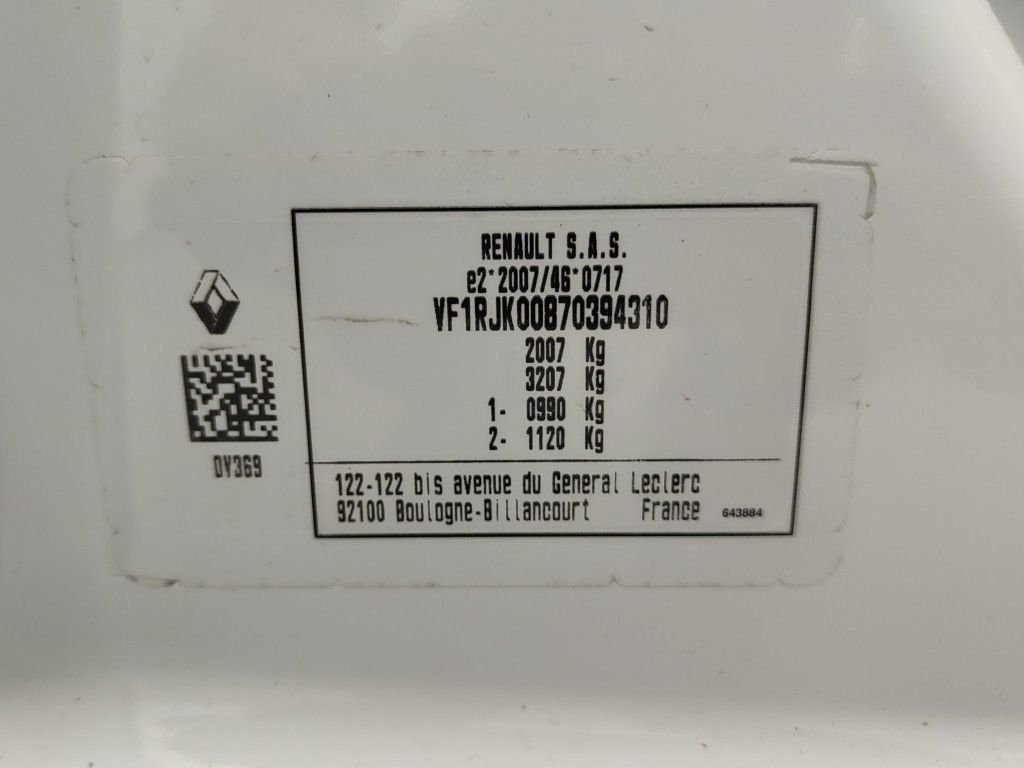 RENAULT S.A.S.
e2*2007/46*0717
VF1RJK00870394310
2007 Kg
3207 Kg
1- 0990 Kg
2- 1120 Kg
DV369
122-122 bis avenue du General Leclerc
92100 Boulogne-Billancourt France 643884